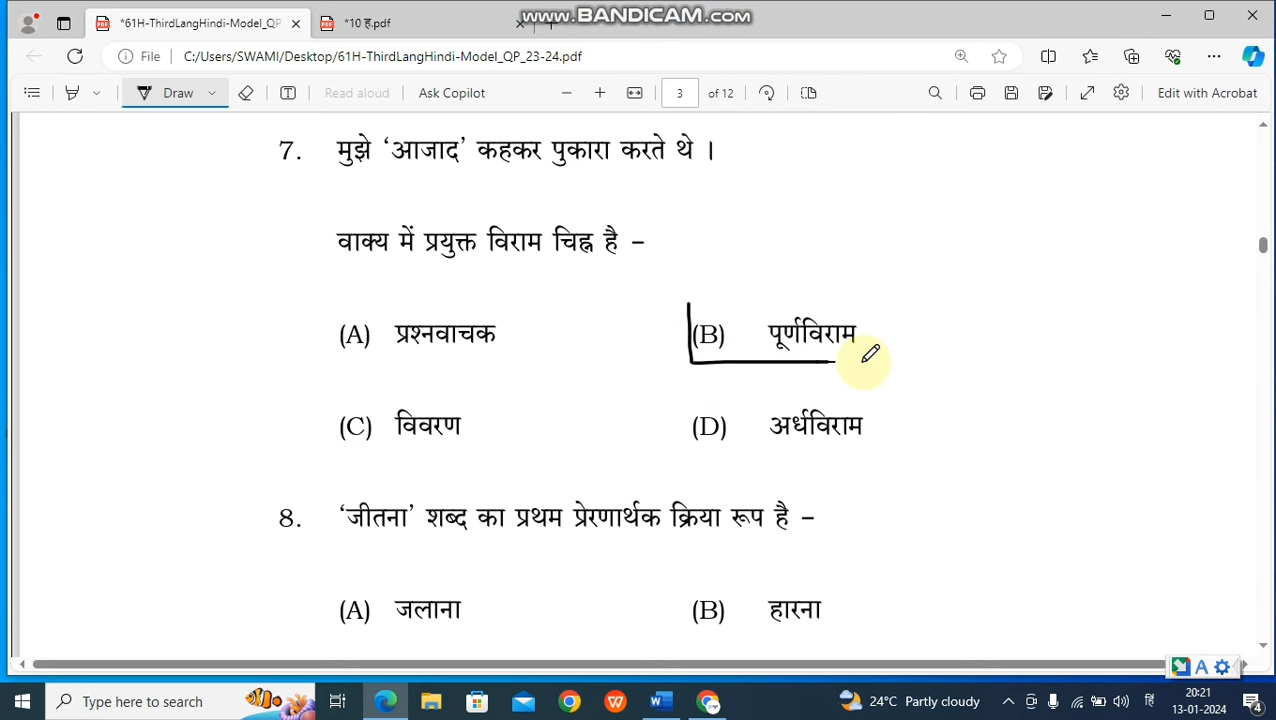 www.BANDICAM.com
*61H-ThirdLangHindi-Model_QP_
*10 ह.pdf
File C:/Users/SWAMI/Desktop/61H-ThirdLangHindi-Model_QP_23-24.pdf
Draw Read aloud Ask Copilot 3 of 12 Edit with Acrobat
7. मुझे ‘आजाद’ कहकर पुकारा करते थे ।
वाक्य में प्रयुक्त विराम चिह्न है –
(A) प्रश्नवाचक (B) पूर्णविराम
(C) विवरण (D) अर्धविराम
8. ‘जीतना’ शब्द का प्रथम प्रेरणार्थक क्रिया रूप है –
(A) जलाना (B) हारना
Type here to search 24°C Partly cloudy हि 20:21
13-01-2024 4